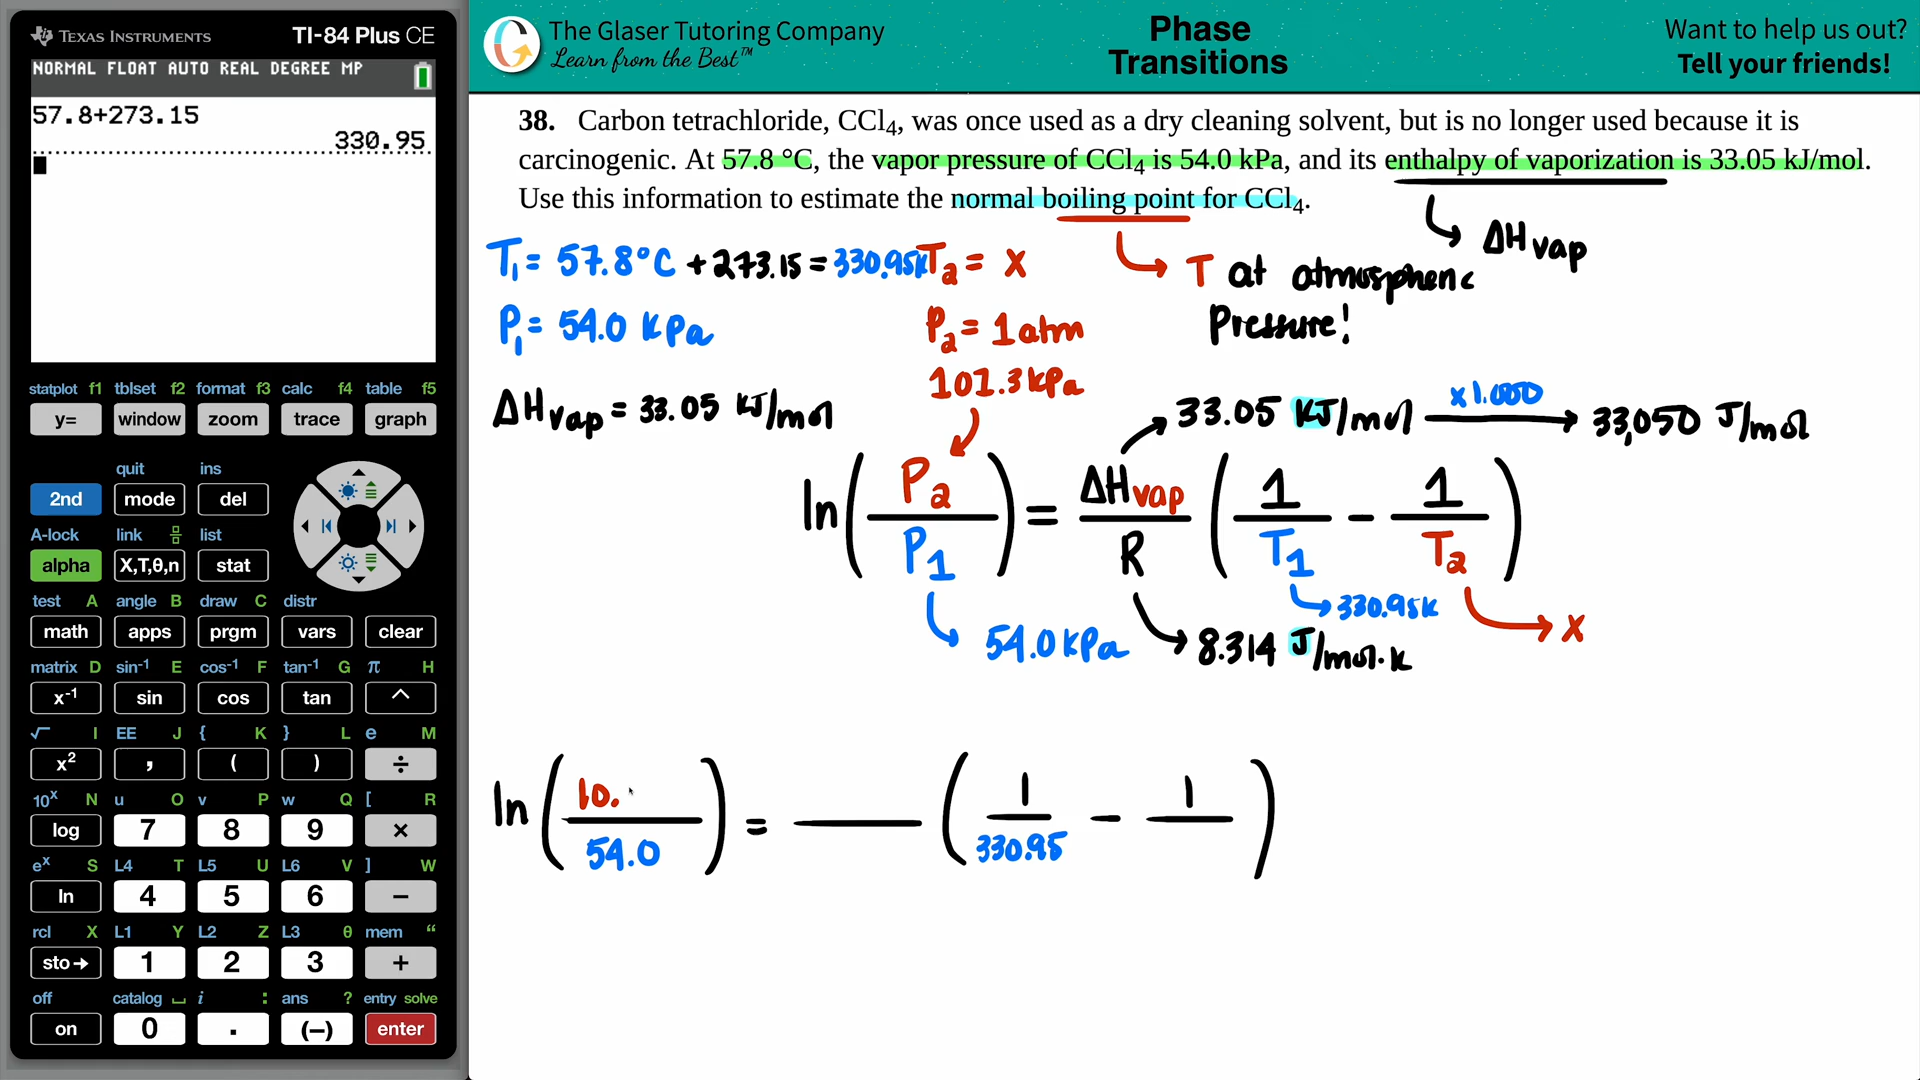 TEXAS INSTRUMENTS TI-84 Plus CE
NORMAL FLOAT AUTO REAL DEGREE MP
57.8+273.15
330.95
statplot f1 tblset f2 format f3 calc f4 table f5
y= window zoom trace graph
quit ins
2nd mode del
A-lock link list
alpha X,T,θ,n stat
test A angle B draw C distr
math apps prgm vars clear
matrix D sin-1 E cos-1 F tan-1 G π H
x-1 sin cos tan ^
√ I EE J { K } L e M
x² , ( ) ÷
10x N u O v P w Q [ R
log 7 8 9 ×
ex S L4 T L5 U L6 V ] W
ln 4 5 6 −
rcl X L1 Y L2 Z L3 θ mem “
sto→ 1 2 3 +
off catalog ⎵ i : ans ? entry solve
on 0 . (−) enter
The Glaser Tutoring Company
Learn from the Best™
Phase
Transitions
Want to help us out?
Tell your friends!
38. Carbon tetrachloride, CCl4, was once used as a dry cleaning solvent, but is no longer used because it is
carcinogenic. At 57.8 °C, the vapor pressure of CCl4 is 54.0 kPa, and its enthalpy of vaporization is 33.05 kJ/mol.
Use this information to estimate the normal boiling point for CCl4.
ΔHvap
T1= 57.8°C +273.15 = 330.95K T2= x
T at atmospheric
Pressure!
P1= 54.0 kPa P2= 1atm
101.3kPa
ΔHvap = 33.05 KJ/mol
33.05 KJ/mol x1,000 33,050 J/mol
ln(P2/P1) = ΔHvap/R (1/T1 − 1/T2)
330.95K x
54.0kPa 8.314 J/mol·K
ln(10./54.0) = (1/330.95 − 1/ )